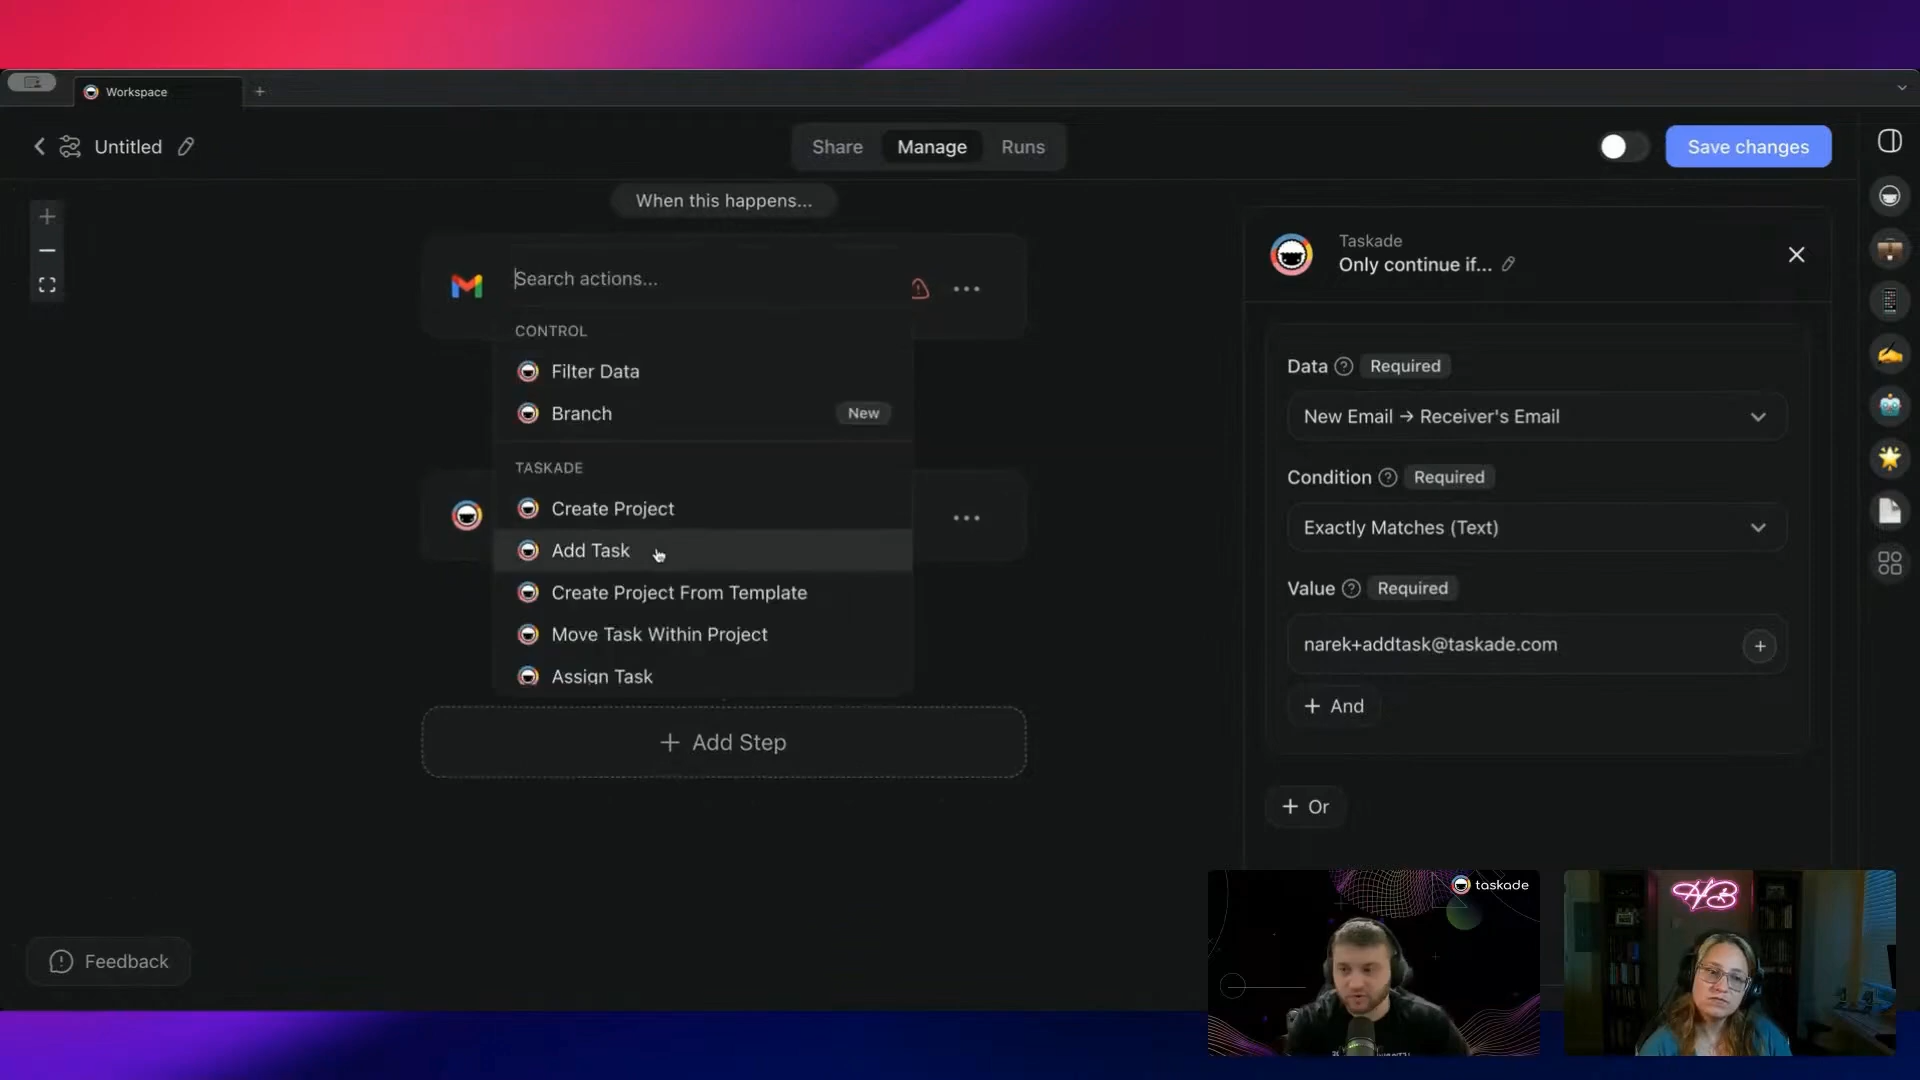 Workspace
Untitled
Share
Manage
Runs
Save changes
When this happens...
Search actions...
CONTROL
Filter Data
Branch
New
TASKADE
Create Project
Add Task
Create Project From Template
Move Task Within Project
Assign Task
+ Add Step
Feedback
Taskade
Only continue if...
Data
Required
New Email → Receiver's Email
Condition
Required
Exactly Matches (Text)
Value
Required
narek+addtask@taskade.com
+ And
+ Or
taskade
HB